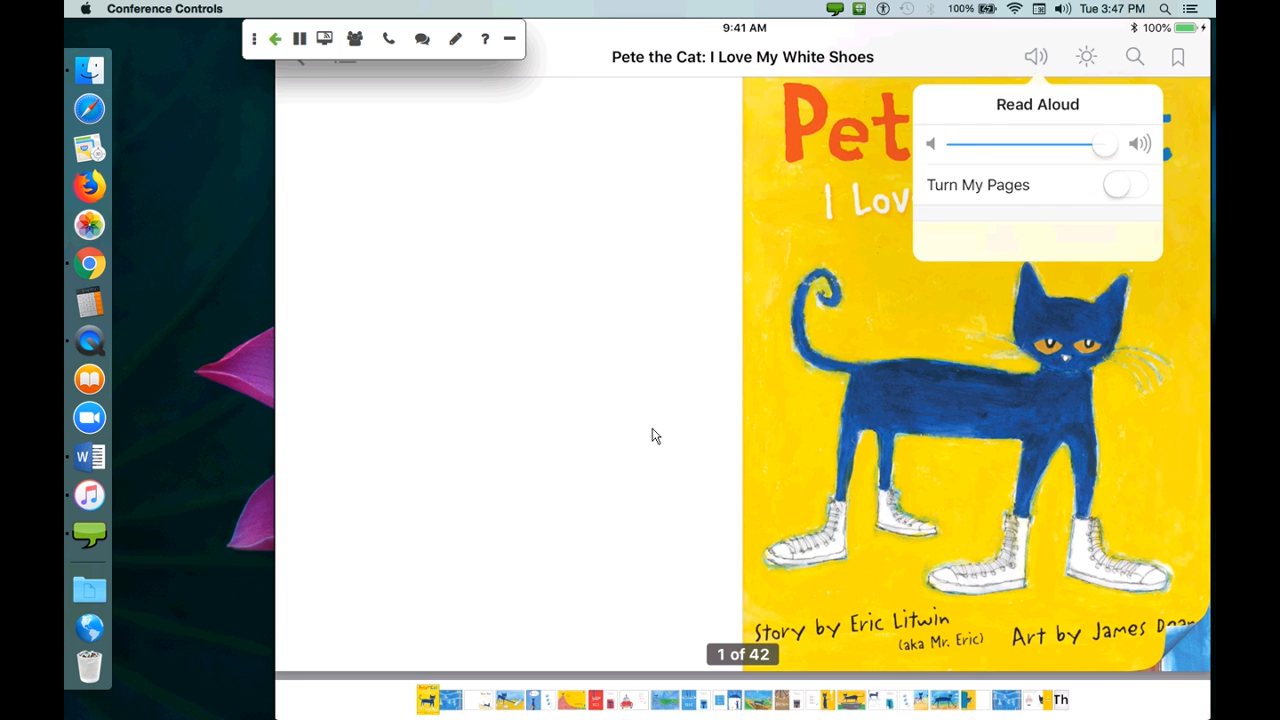 Conference Controls
100%
Tue 3:47 PM
9:41 AM
100%
Pete the Cat: I Love My White Shoes
Read Aloud
Turn My Pages
Pet
I Lov
Story by Eric Litwin
(aka Mr. Eric)
Art by James Dean
1 of 42
Th